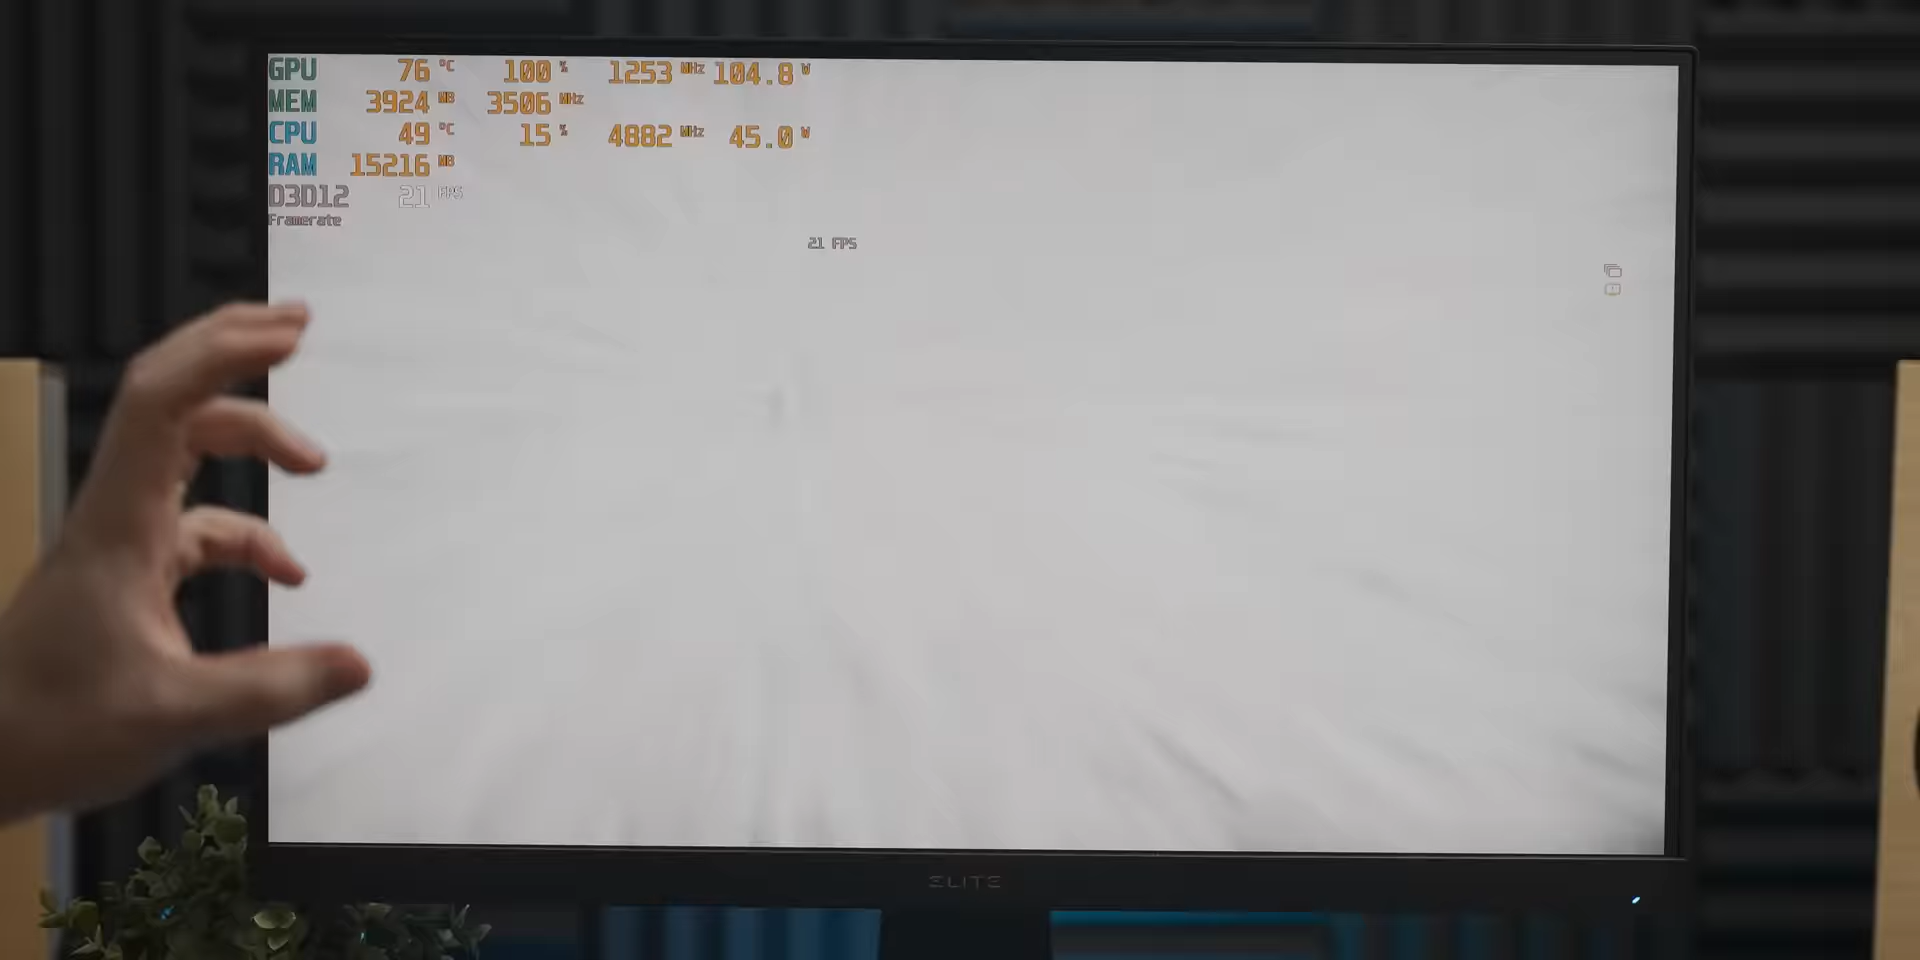 GPU 76 °C 100 % 1253 MHz 104.8 W
MEM 3924 MB 3506 MHz
CPU 49 °C 15 % 4882 MHz 45.0 W
RAM 15216 MB
D3D12 21 FPS
Framerate
21 FPS
ELITE